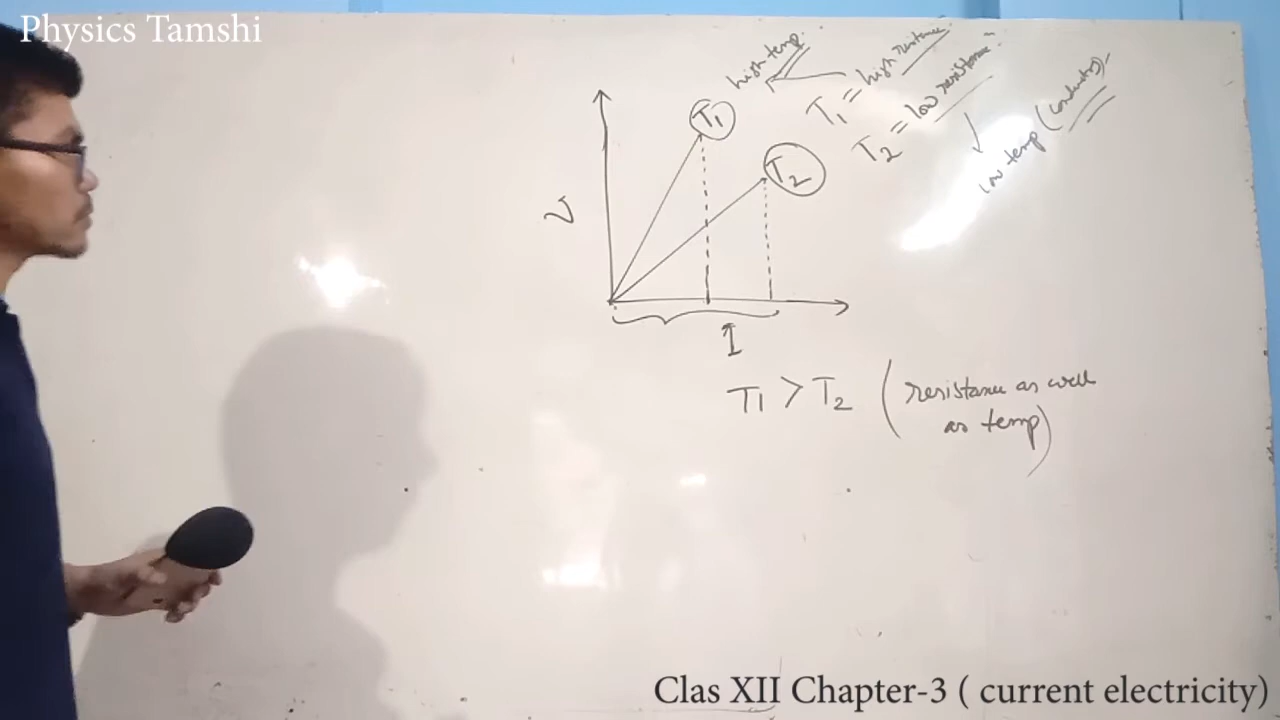 Physics Tamshi
high temp.
T1 = high resistance
T2 = low resistance
low temp (conductor)
T1
T2
V
I
T1 > T2 ( resistance as well
as temp)
Clas XII Chapter-3 ( current electricity)